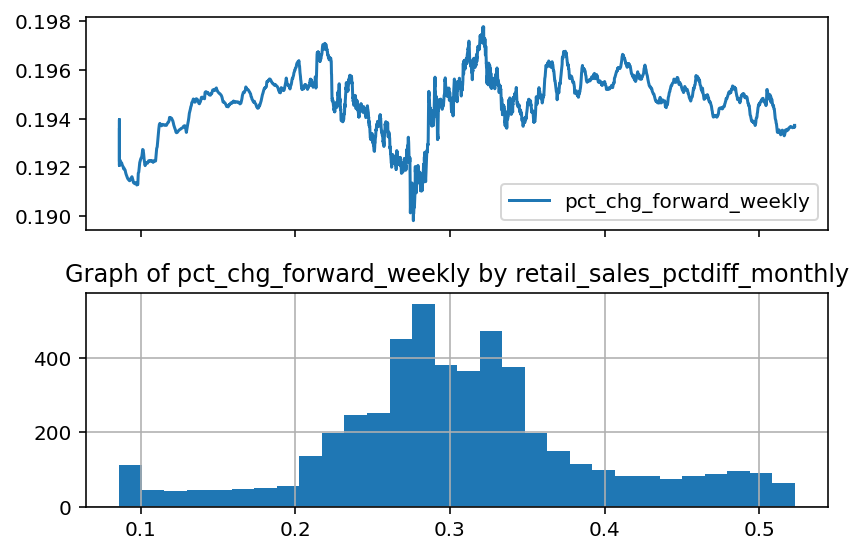 0.198
0.196
0.194
0.192
0.190
pct_chg_forward_weekly
Graph of pct_chg_forward_weekly by retail_sales_pctdiff_monthly
400
200
0
0.1 0.2 0.3 0.4 0.5